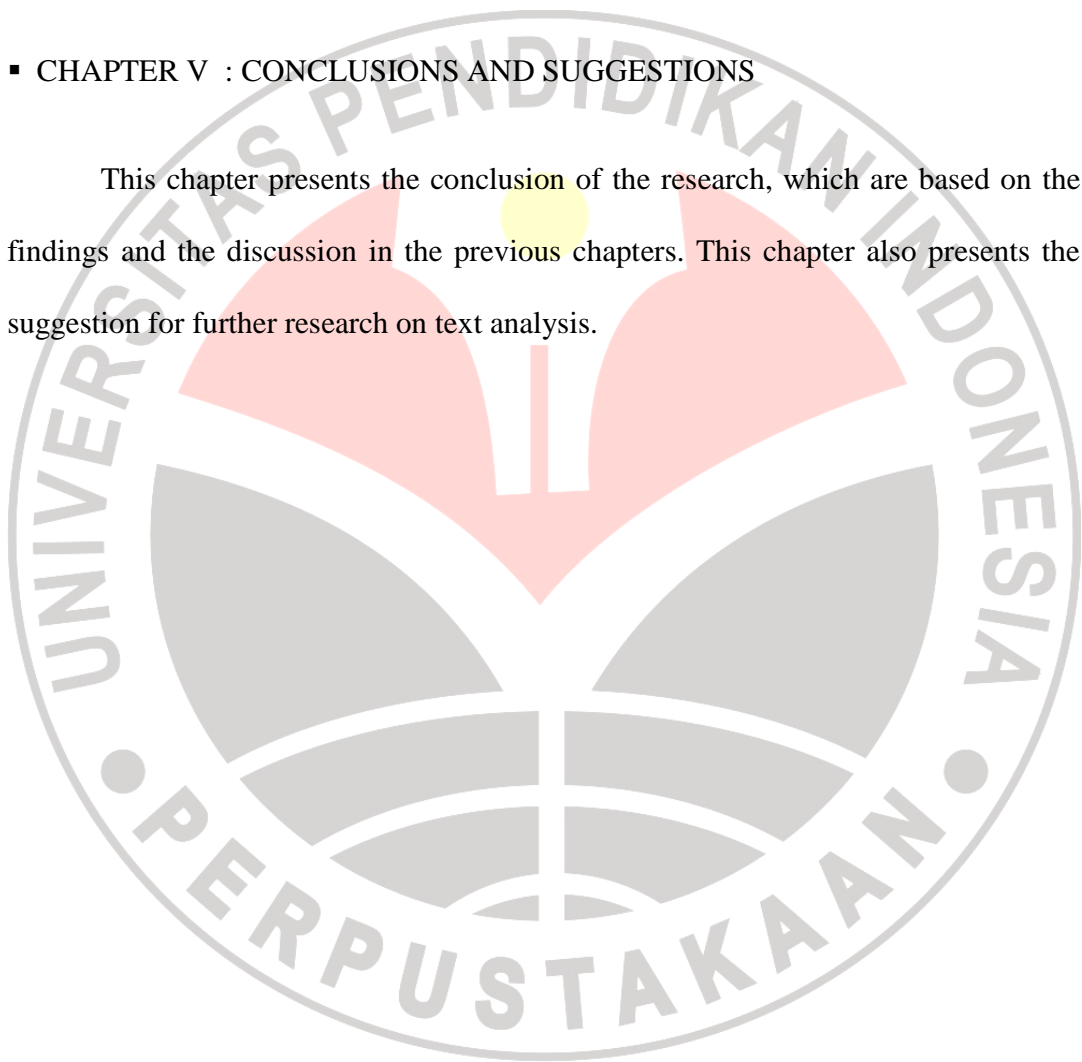 ▪ CHAPTER V : CONCLUSIONS AND SUGGESTIONS
This chapter presents the conclusion of the research, which are based on the
findings and the discussion in the previous chapters. This chapter also presents the
suggestion for further research on text analysis.
UNIVERSITAS PENDIDIKAN INDONESIA
PERPUSTAKAAN